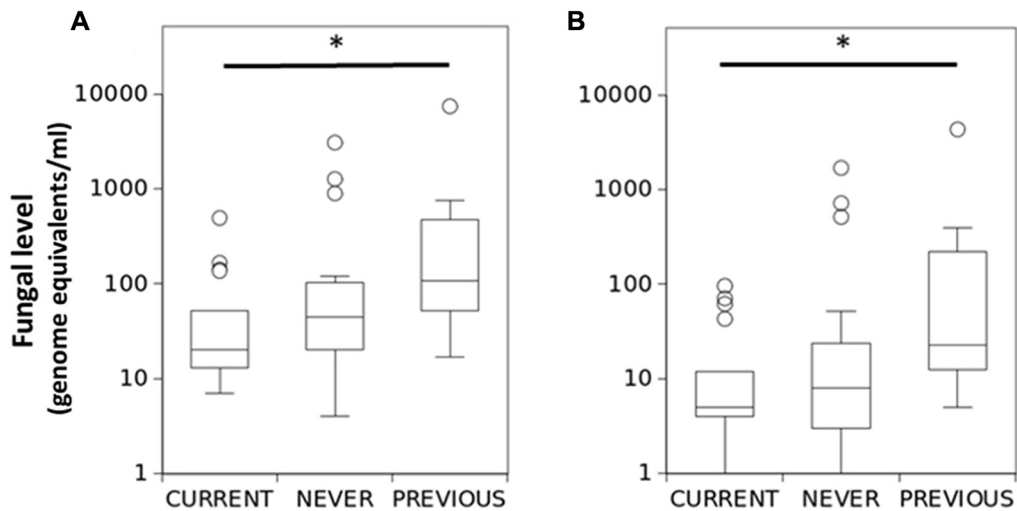 A
B
*
*
Fungal level
(genome equivalents/ml)
10000
1000
100
10
1
CURRENT NEVER PREVIOUS
10000
1000
100
10
1
CURRENT NEVER PREVIOUS